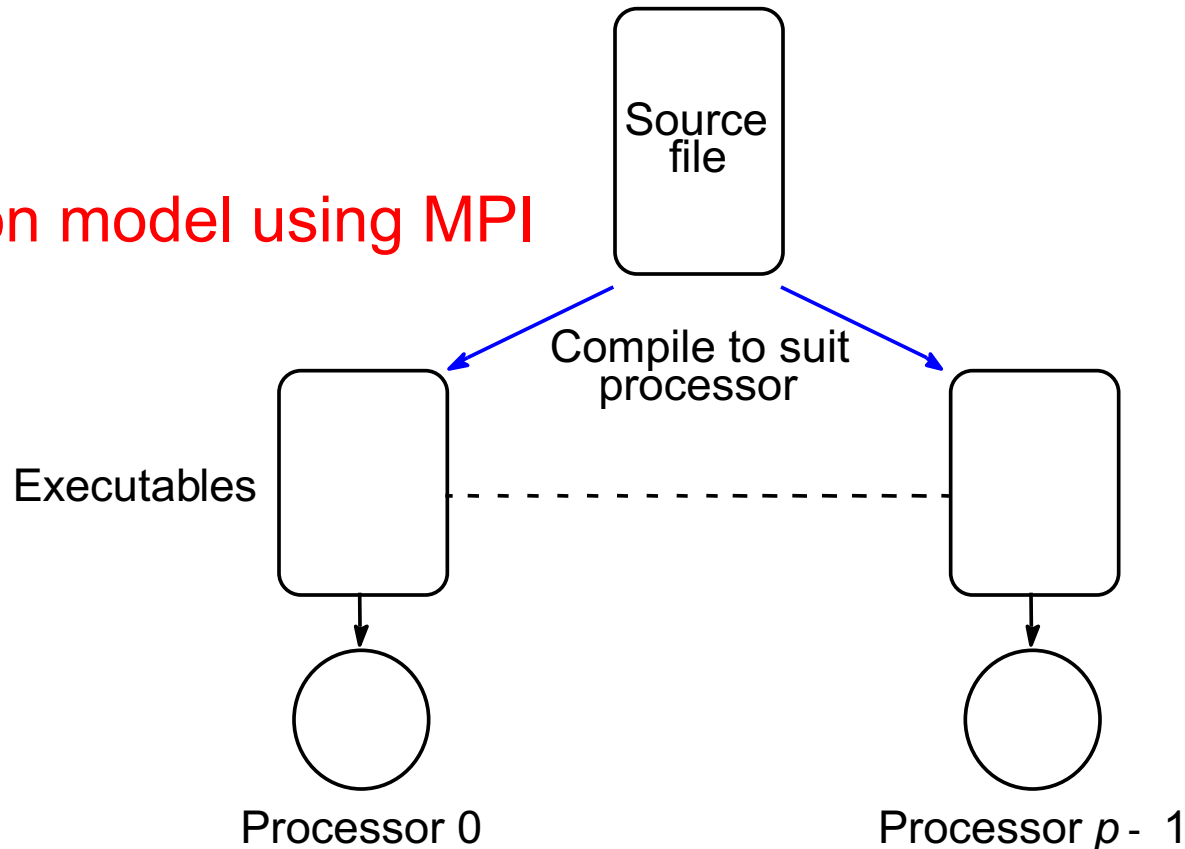 Source
file
on model using MPI
Compile to suit
processor
Executables
Processor 0
Processor p - 1